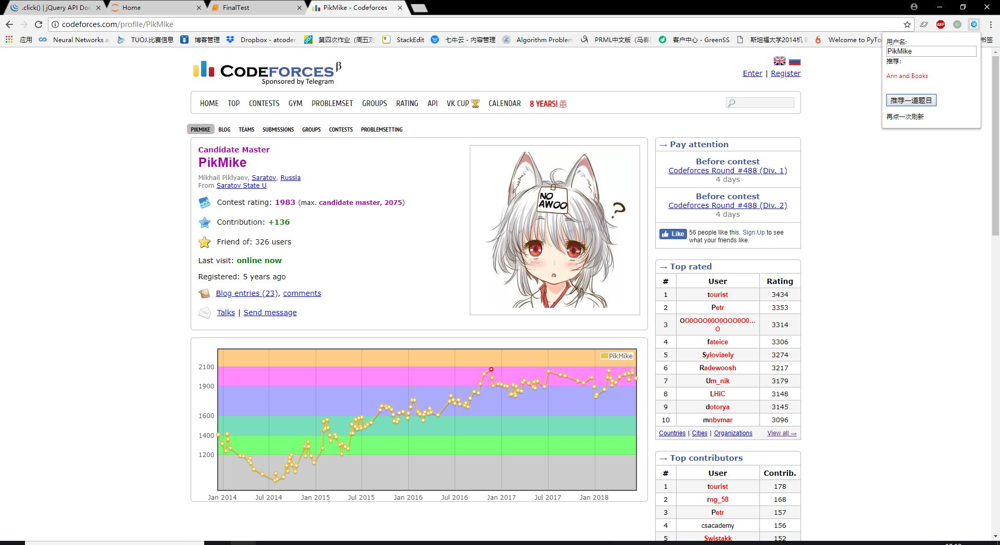 .click() | jQuery API Doc
Home
FinalTest
PikMike - Codeforces
codeforces.com/profile/PikMike
应用
Neural Networks a
TUOJ.比赛信息
博客管理
Dropbox - atcoder
第四次作业（周五刘
StackEdit
七牛云 - 内容管理
Algorithm Problem
PRML中文版（马春
客户中心 - GreenSS
斯坦福大学2014机
Welcome to PyTo
书签
用户名:
PikMike
推荐:
Ann and Books
推荐一道题目
再点一次刷新
CODEFORCES β
Sponsored by Telegram
Enter | Register
HOME TOP CONTESTS GYM PROBLEMSET GROUPS RATING API VK CUP CALENDAR 8 YEARS!
PIKMIKE BLOG TEAMS SUBMISSIONS GROUPS CONTESTS PROBLEMSETTING
Candidate Master
PikMike
Mikhail Piklyaev, Saratov, Russia
From Saratov State U
Contest rating: 1983 (max. candidate master, 2075)
Contribution: +136
Friend of: 326 users
Last visit: online now
Registered: 5 years ago
Blog entries (23), comments
Talks | Send message
NO
AWOO
?
PikMike
2100
1900
1600
1400
1200
Jan 2014 Jul 2014 Jan 2015 Jul 2015 Jan 2016 Jul 2016 Jan 2017 Jul 2017 Jan 2018
→ Pay attention
Before contest
Codeforces Round #488 (Div. 1)
4 days
Before contest
Codeforces Round #488 (Div. 2)
4 days
Like 56 people like this. Sign Up to see
what your friends like.
→ Top rated
# User Rating
1 tourist 3434
2 Petr 3353
3 OO0OOO00O0OOO0O0...O 3314
4 fateice 3306
5 Syloviaely 3274
6 Radewoosh 3217
7 Um_nik 3179
8 LHiC 3148
9 dotorya 3145
10 mnbvmar 3096
Countries | Cities | Organizations View all →
→ Top contributors
# User Contrib.
1 tourist 178
2 rng_58 168
3 Petr 157
4 csacademy 156
5 Swistakk 152